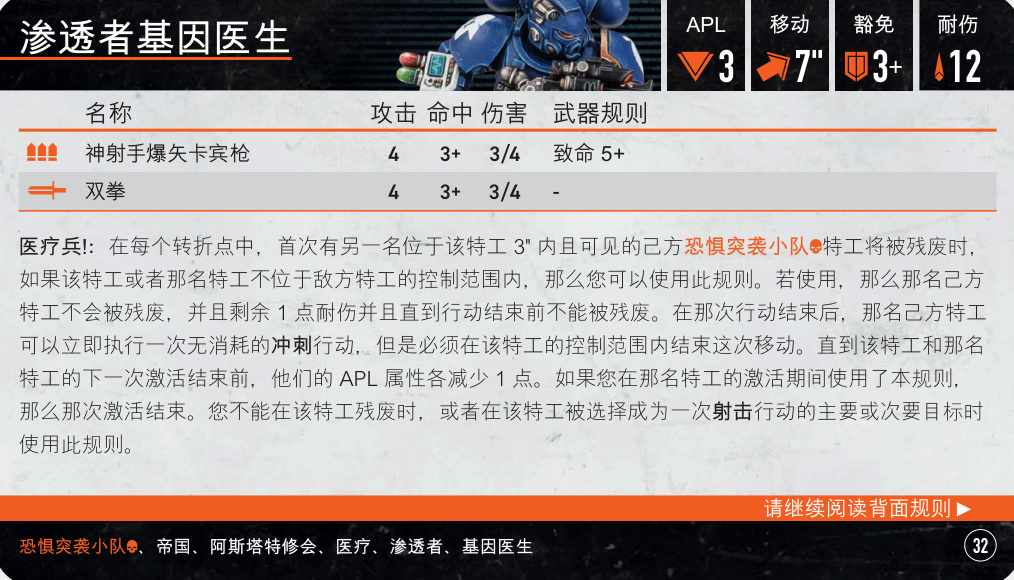 渗透者基因医生
APL 移动 豁免 耐伤
3 7" 3+ 12
名称 攻击 命中 伤害 武器规则
神射手爆矢卡宾枪 4 3+ 3/4 致命 5+
双拳 4 3+ 3/4 -
医疗兵!：在每个转折点中，首次有另一名位于该特工 3" 内且可见的己方恐惧突袭小队特工将被残废时，
如果该特工或者那名特工不位于敌方特工的控制范围内，那么您可以使用此规则。若使用，那么那名己方
特工不会被残废，并且剩余 1 点耐伤并且直到行动结束前不能被残废。在那次行动结束后，那名己方特工
可以立即执行一次无消耗的冲刺行动，但是必须在该特工的控制范围内结束这次移动。直到该特工和那名
特工的下一次激活结束前，他们的 APL 属性各减少 1 点。如果您在那名特工的激活期间使用了本规则，
那么那次激活结束。您不能在该特工残废时，或者在该特工被选择成为一次射击行动的主要或次要目标时
使用此规则。
请继续阅读背面规则 ▶
恐惧突袭小队、帝国、阿斯塔特修会、医疗、渗透者、基因医生
32